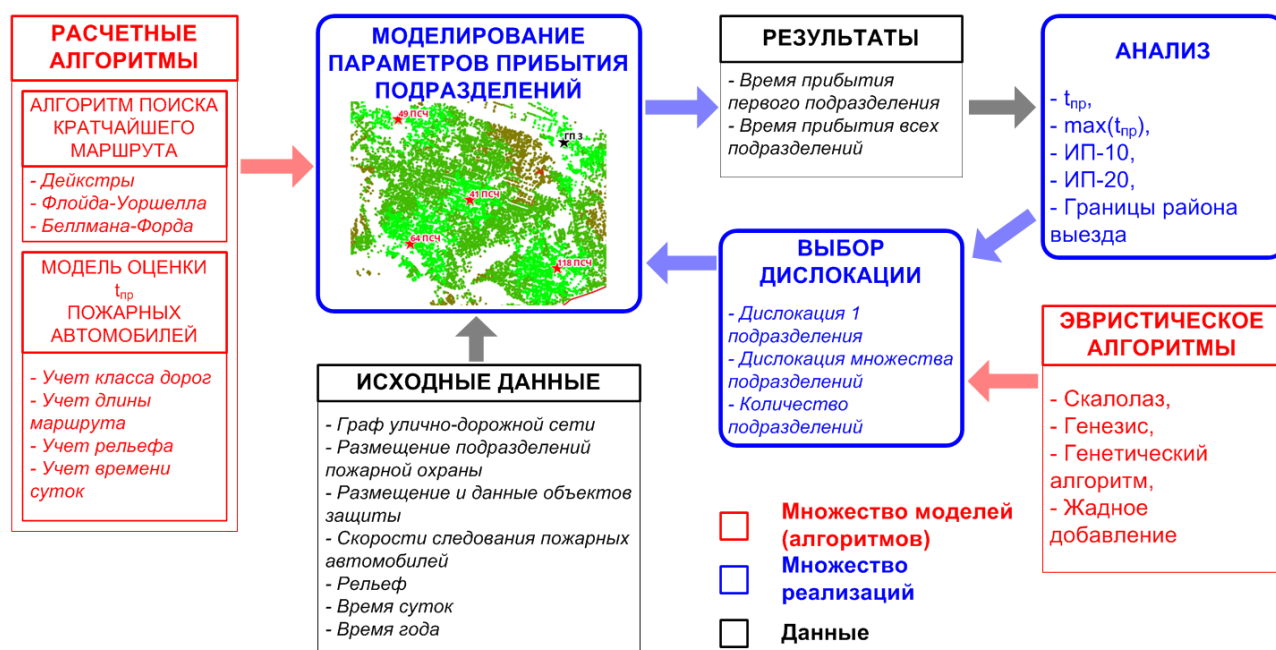 РАСЧЕТНЫЕ
АЛГОРИТМЫ
АЛГОРИТМ ПОИСКА
КРАТЧАЙШЕГО
МАРШРУТА
- Дейкстры
- Флойда-Уоршелла
- Беллмана-Форда
МОДЕЛЬ ОЦЕНКИ
tпр
ПОЖАРНЫХ
АВТОМОБИЛЕЙ
- Учет класса дорог
- Учет длины
маршрута
- Учет рельефа
- Учет времени
суток
МОДЕЛИРОВАНИЕ
ПАРАМЕТРОВ ПРИБЫТИЯ
ПОДРАЗДЕЛЕНИЙ
49 ПСЧ
ГП 3
41 ПСЧ
64 ПСЧ
118 ПСЧ
ИСХОДНЫЕ ДАННЫЕ
- Граф улично-дорожной сети
- Размещение подразделений
пожарной охраны
- Размещение и данные объектов
защиты
- Скорости следования пожарных
автомобилей
- Рельеф
- Время суток
- Время года
РЕЗУЛЬТАТЫ
- Время прибытия
первого подразделения
- Время прибытия всех
подразделений
АНАЛИЗ
- tпр,
- max(tпр),
- ИП-10,
- ИП-20,
- Границы района
выезда
ВЫБОР
ДИСЛОКАЦИИ
- Дислокация 1
подразделения
- Дислокация множества
подразделений
- Количество
подразделений
ЭВРИСТИЧЕСКОЕ
АЛГОРИТМЫ
- Скалолаз,
- Генезис,
- Генетический
алгоритм,
- Жадное
добавление
Множество моделей
(алгоритмов)
Множество
реализаций
Данные